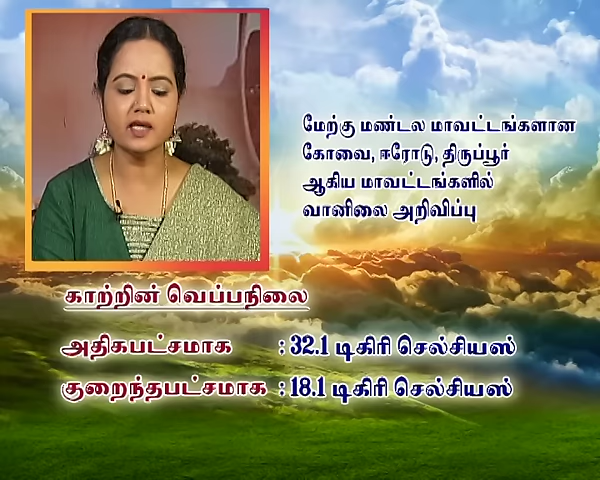 மேற்கு மண்டல மாவட்டங்களான
கோவை, ஈரோடு, திருப்பூர்
ஆகிய மாவட்டங்களில்
வானிலை அறிவிப்பு
காற்றின் வெப்பநிலை
அதிகபட்சமாக : 32.1 டிகிரி செல்சியஸ்
குறைந்தபட்சமாக : 18.1 டிகிரி செல்சியஸ்